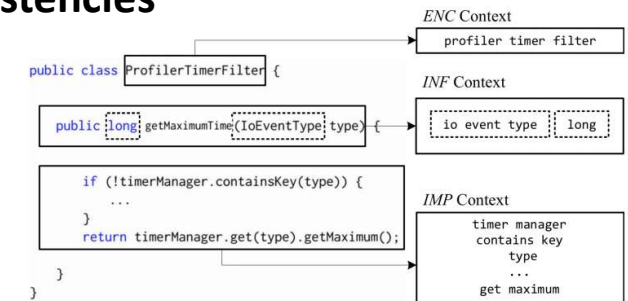 stencies
ENC Context
profiler timer filter
public class ProfilerTimerFilter {
INF Context
public long getMaximumTime(IoEventType type) {
io event type long
if (!timerManager.containsKey(type)) {
...
}
return timerManager.get(type).getMaximum();
}
}
IMP Context
timer manager
contains key
type
...
get maximum